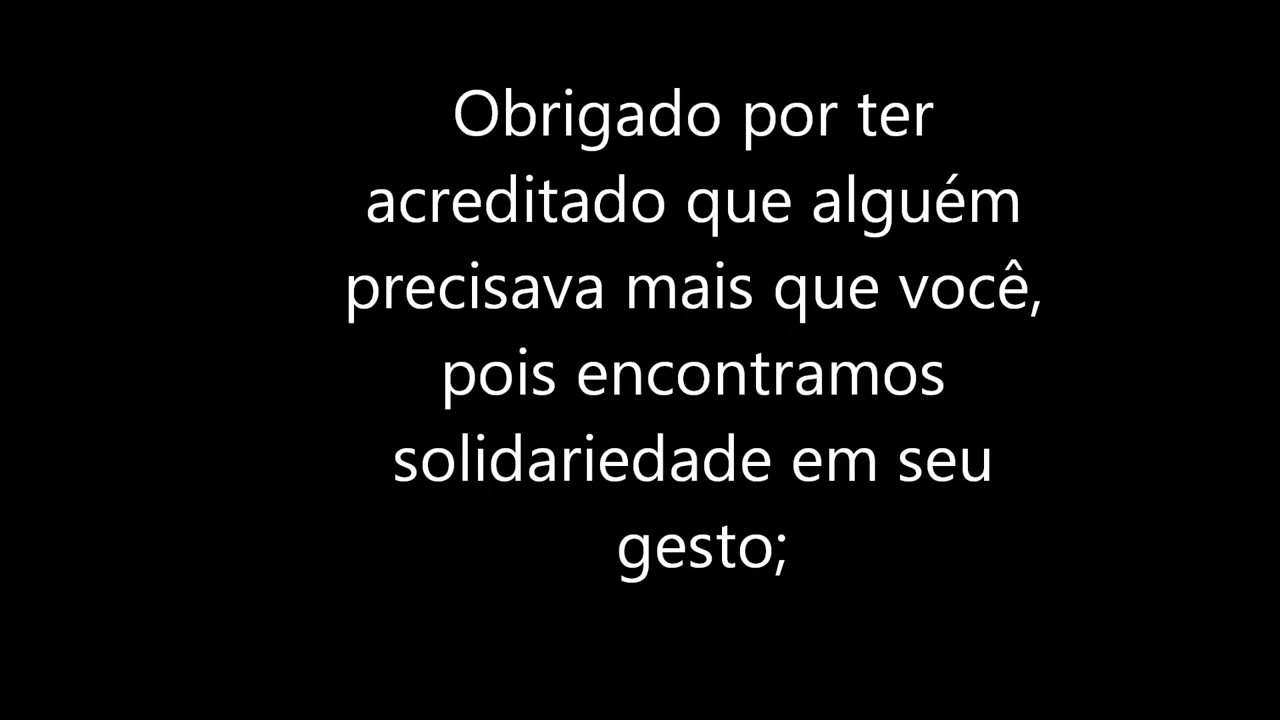 Obrigado por ter
acreditado que alguém
precisava mais que você,
pois encontramos
solidariedade em seu
gesto;